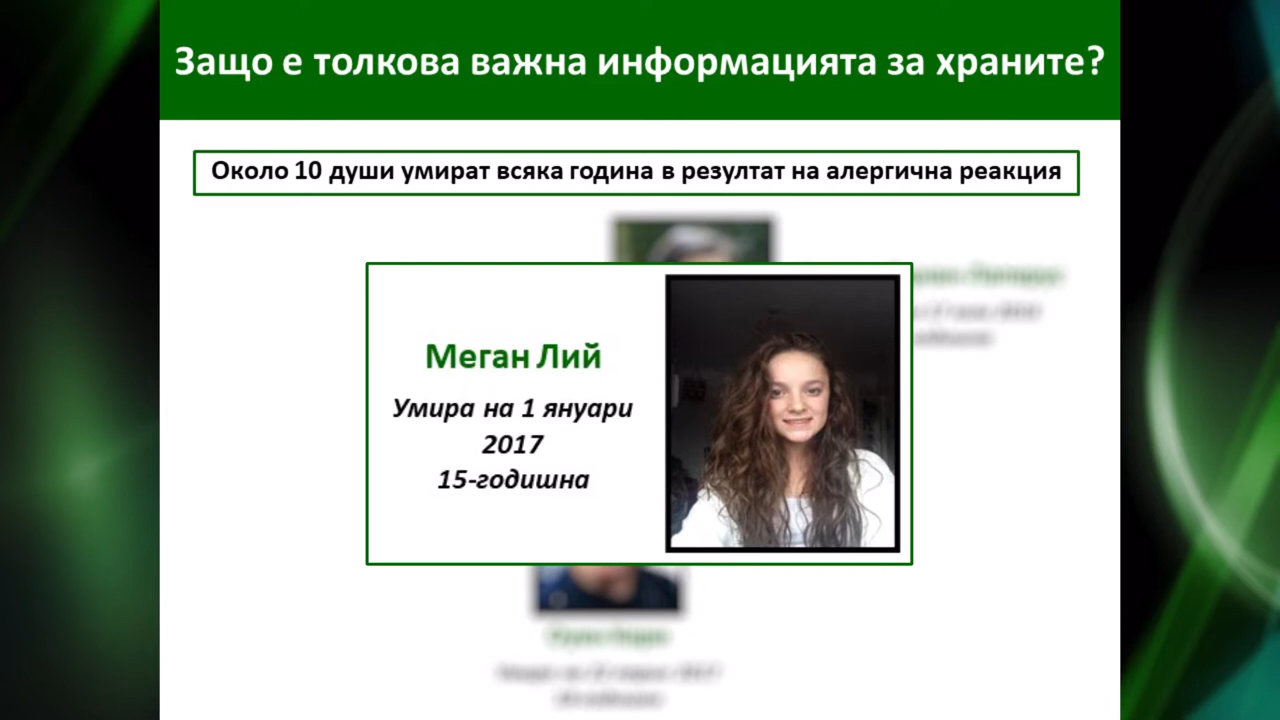 Защо е толкова важна информацията за храните?
Около 10 души умират всяка година в резултат на алергична реакция
Меган Лий
Умира на 1 януари
2017
15-годишна